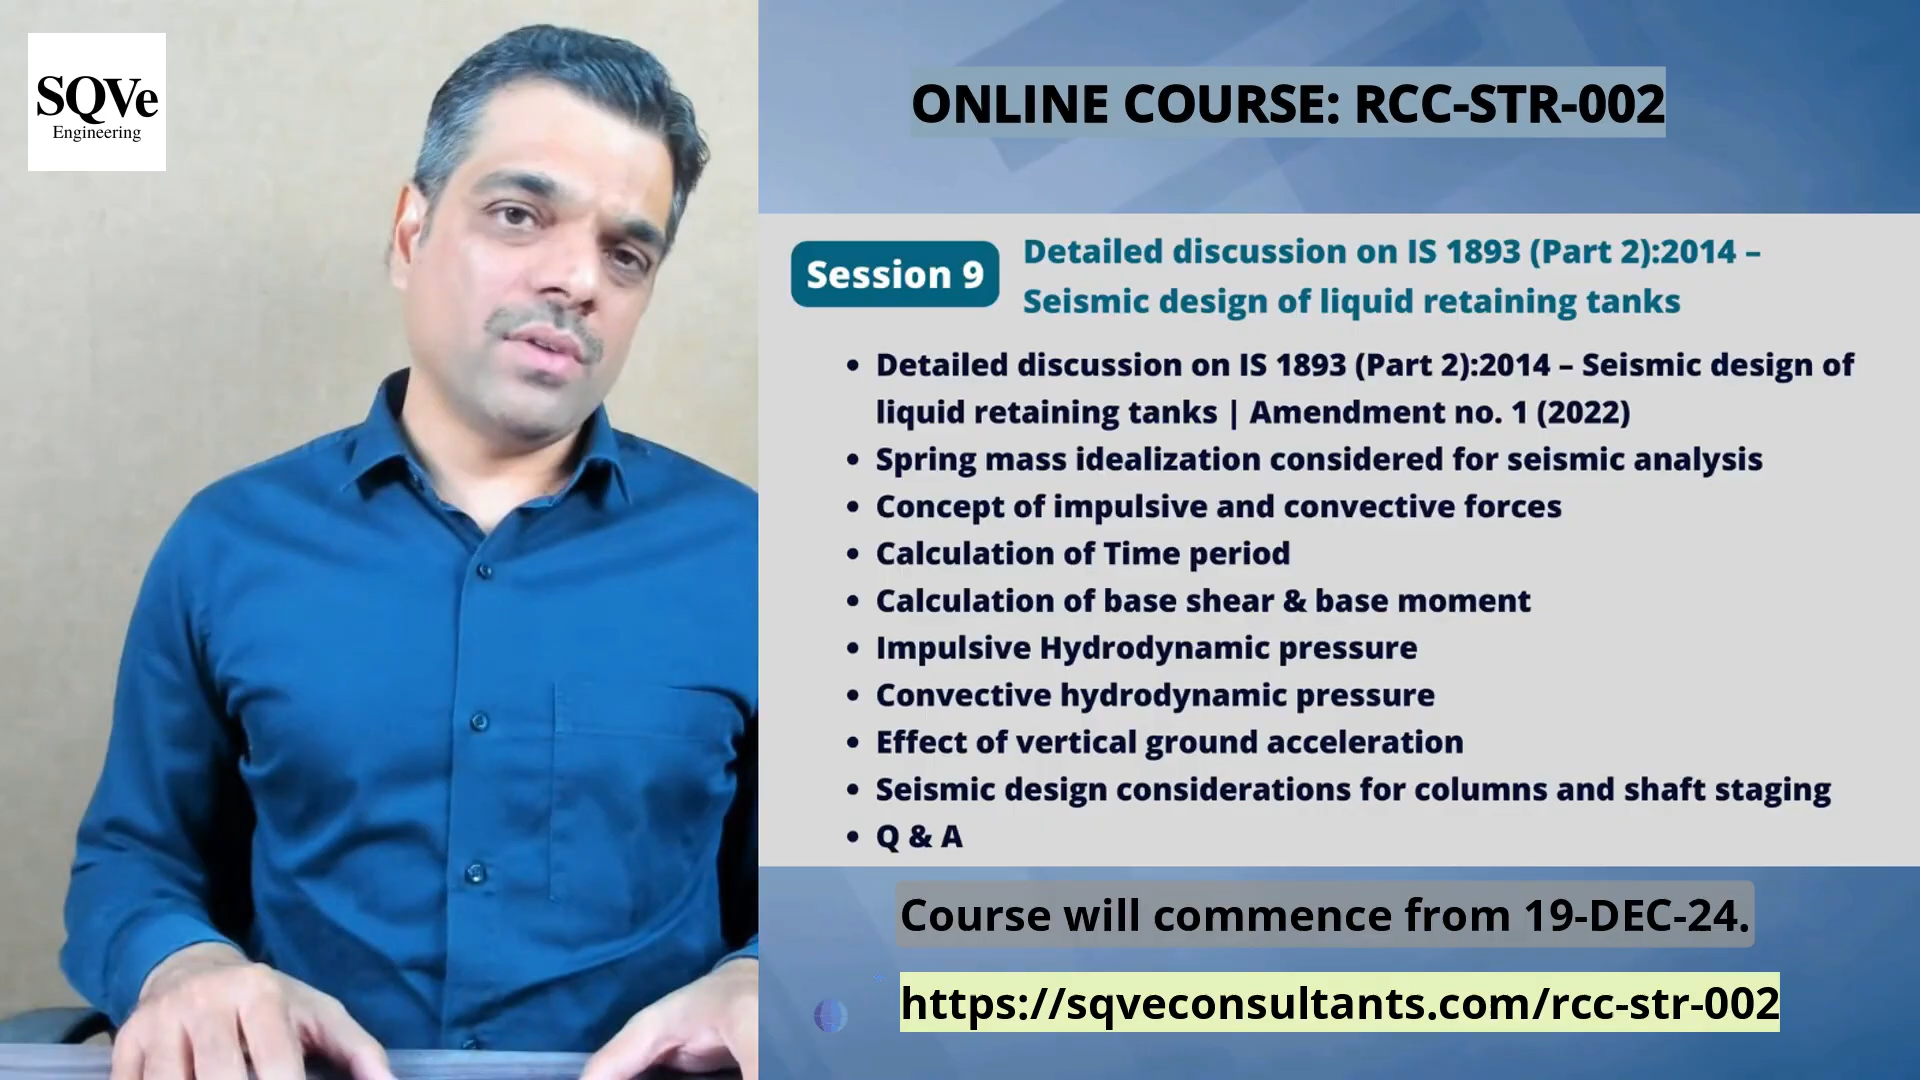 SQVe
Engineering
ONLINE COURSE: RCC-STR-002
Session 9
Detailed discussion on IS 1893 (Part 2):2014 –
Seismic design of liquid retaining tanks
• Detailed discussion on IS 1893 (Part 2):2014 – Seismic design of
liquid retaining tanks | Amendment no. 1 (2022)
• Spring mass idealization considered for seismic analysis
• Concept of impulsive and convective forces
• Calculation of Time period
• Calculation of base shear & base moment
• Impulsive Hydrodynamic pressure
• Convective hydrodynamic pressure
• Effect of vertical ground acceleration
• Seismic design considerations for columns and shaft staging
• Q & A
Course will commence from 19-DEC-24.
https://sqveconsultants.com/rcc-str-002